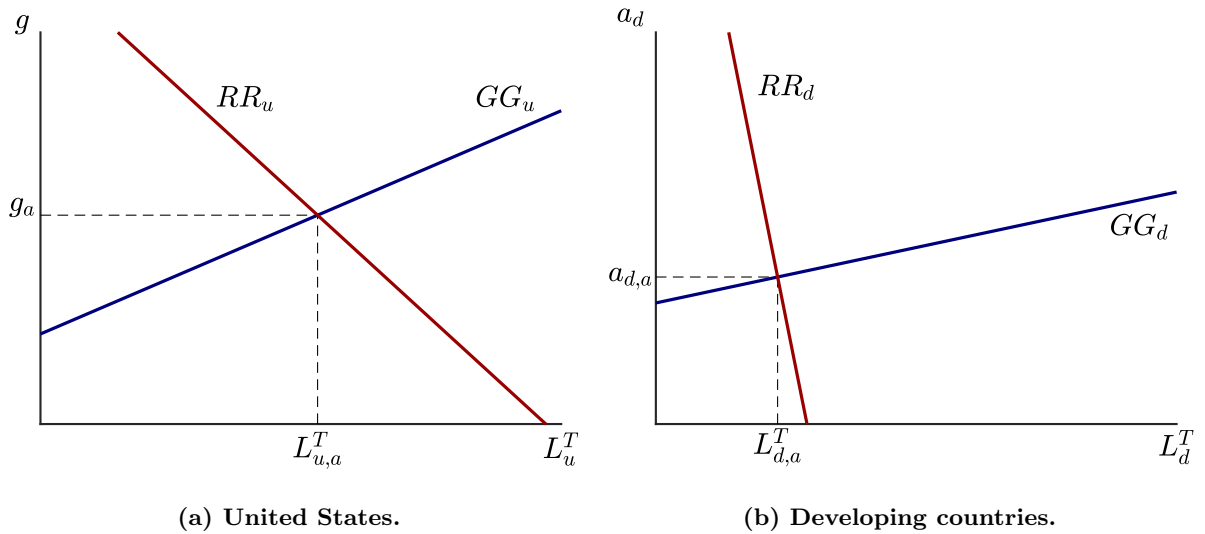 g
RR_u
GG_u
g_a
L^T_{u,a}
L^T_u
(a) United States.
a_d
RR_d
GG_d
a_{d,a}
L^T_{d,a}
L^T_d
(b) Developing countries.